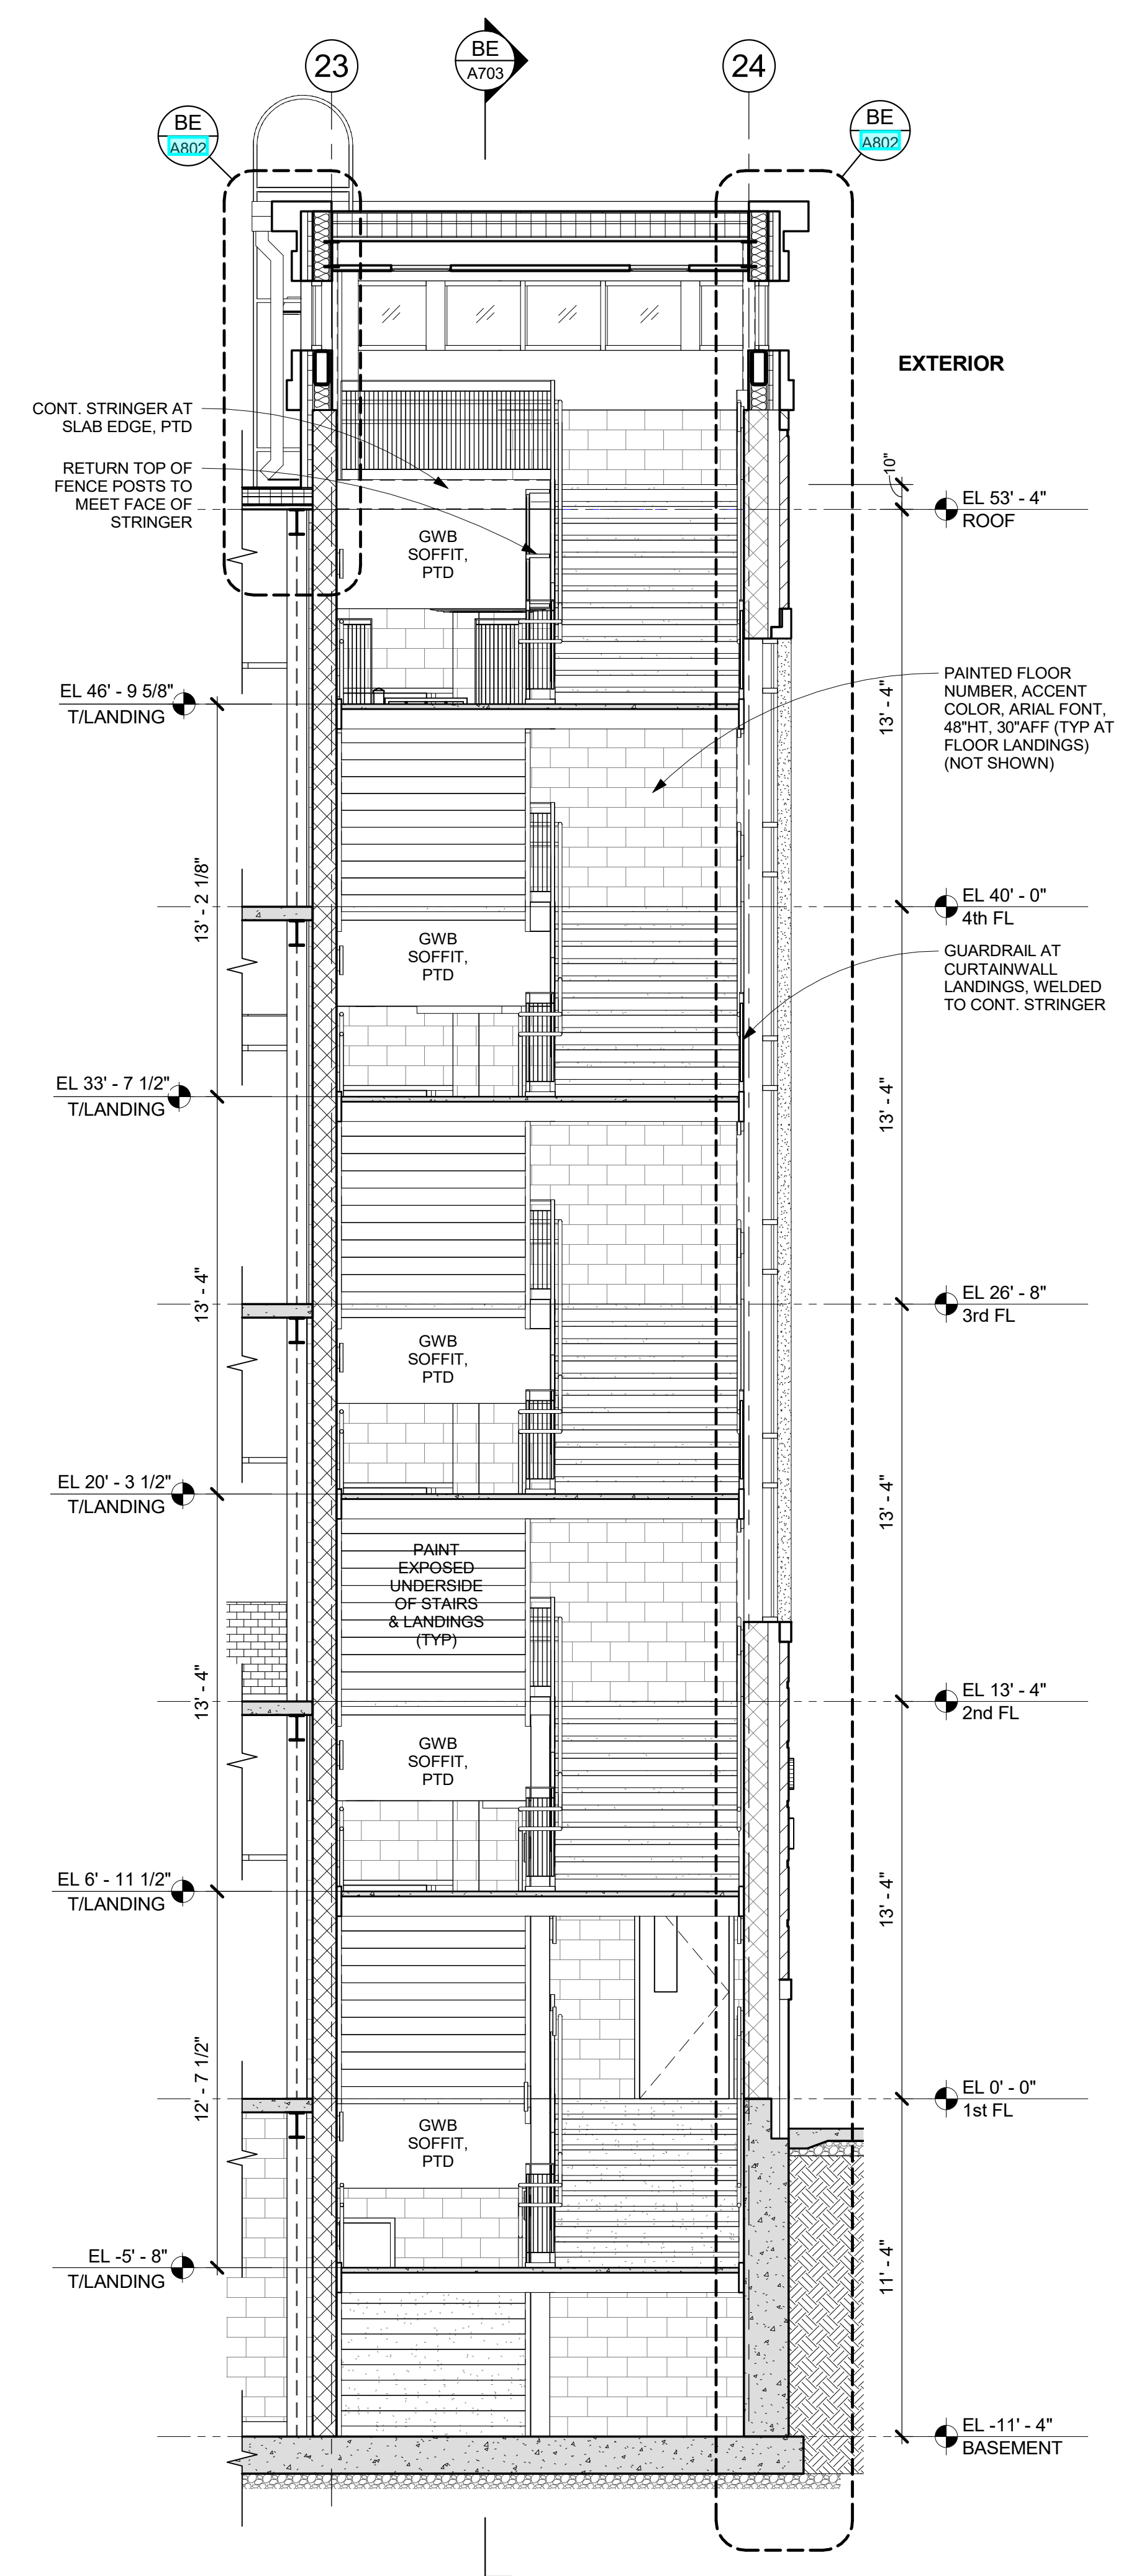 23
BE
A703
24
BE
A802
BE
A802
EXTERIOR
CONT. STRINGER AT
SLAB EDGE, PTD
RETURN TOP OF
FENCE POSTS TO
MEET FACE OF
STRINGER
10"
EL 53' - 4"
ROOF
GWB
SOFFIT,
PTD
EL 46' - 9 5/8"
T/LANDING
13' - 4"
PAINTED FLOOR
NUMBER, ACCENT
COLOR, ARIAL FONT,
48"HT, 30"AFF (TYP AT
FLOOR LANDINGS)
(NOT SHOWN)
13' - 2 1/8"
EL 40' - 0"
4th FL
GWB
SOFFIT,
PTD
GUARDRAIL AT
CURTAINWALL
LANDINGS, WELDED
TO CONT. STRINGER
EL 33' - 7 1/2"
T/LANDING
13' - 4"
13' - 4"
EL 26' - 8"
3rd FL
GWB
SOFFIT,
PTD
EL 20' - 3 1/2"
T/LANDING
13' - 4"
PAINT
EXPOSED
UNDERSIDE
OF STAIRS
& LANDINGS
(TYP)
13' - 4"
EL 13' - 4"
2nd FL
GWB
SOFFIT,
PTD
EL 6' - 11 1/2"
T/LANDING
13' - 4"
12' - 7 1/2"
EL 0' - 0"
1st FL
GWB
SOFFIT,
PTD
EL -5' - 8"
T/LANDING
11' - 4"
EL -11' - 4"
BASEMENT